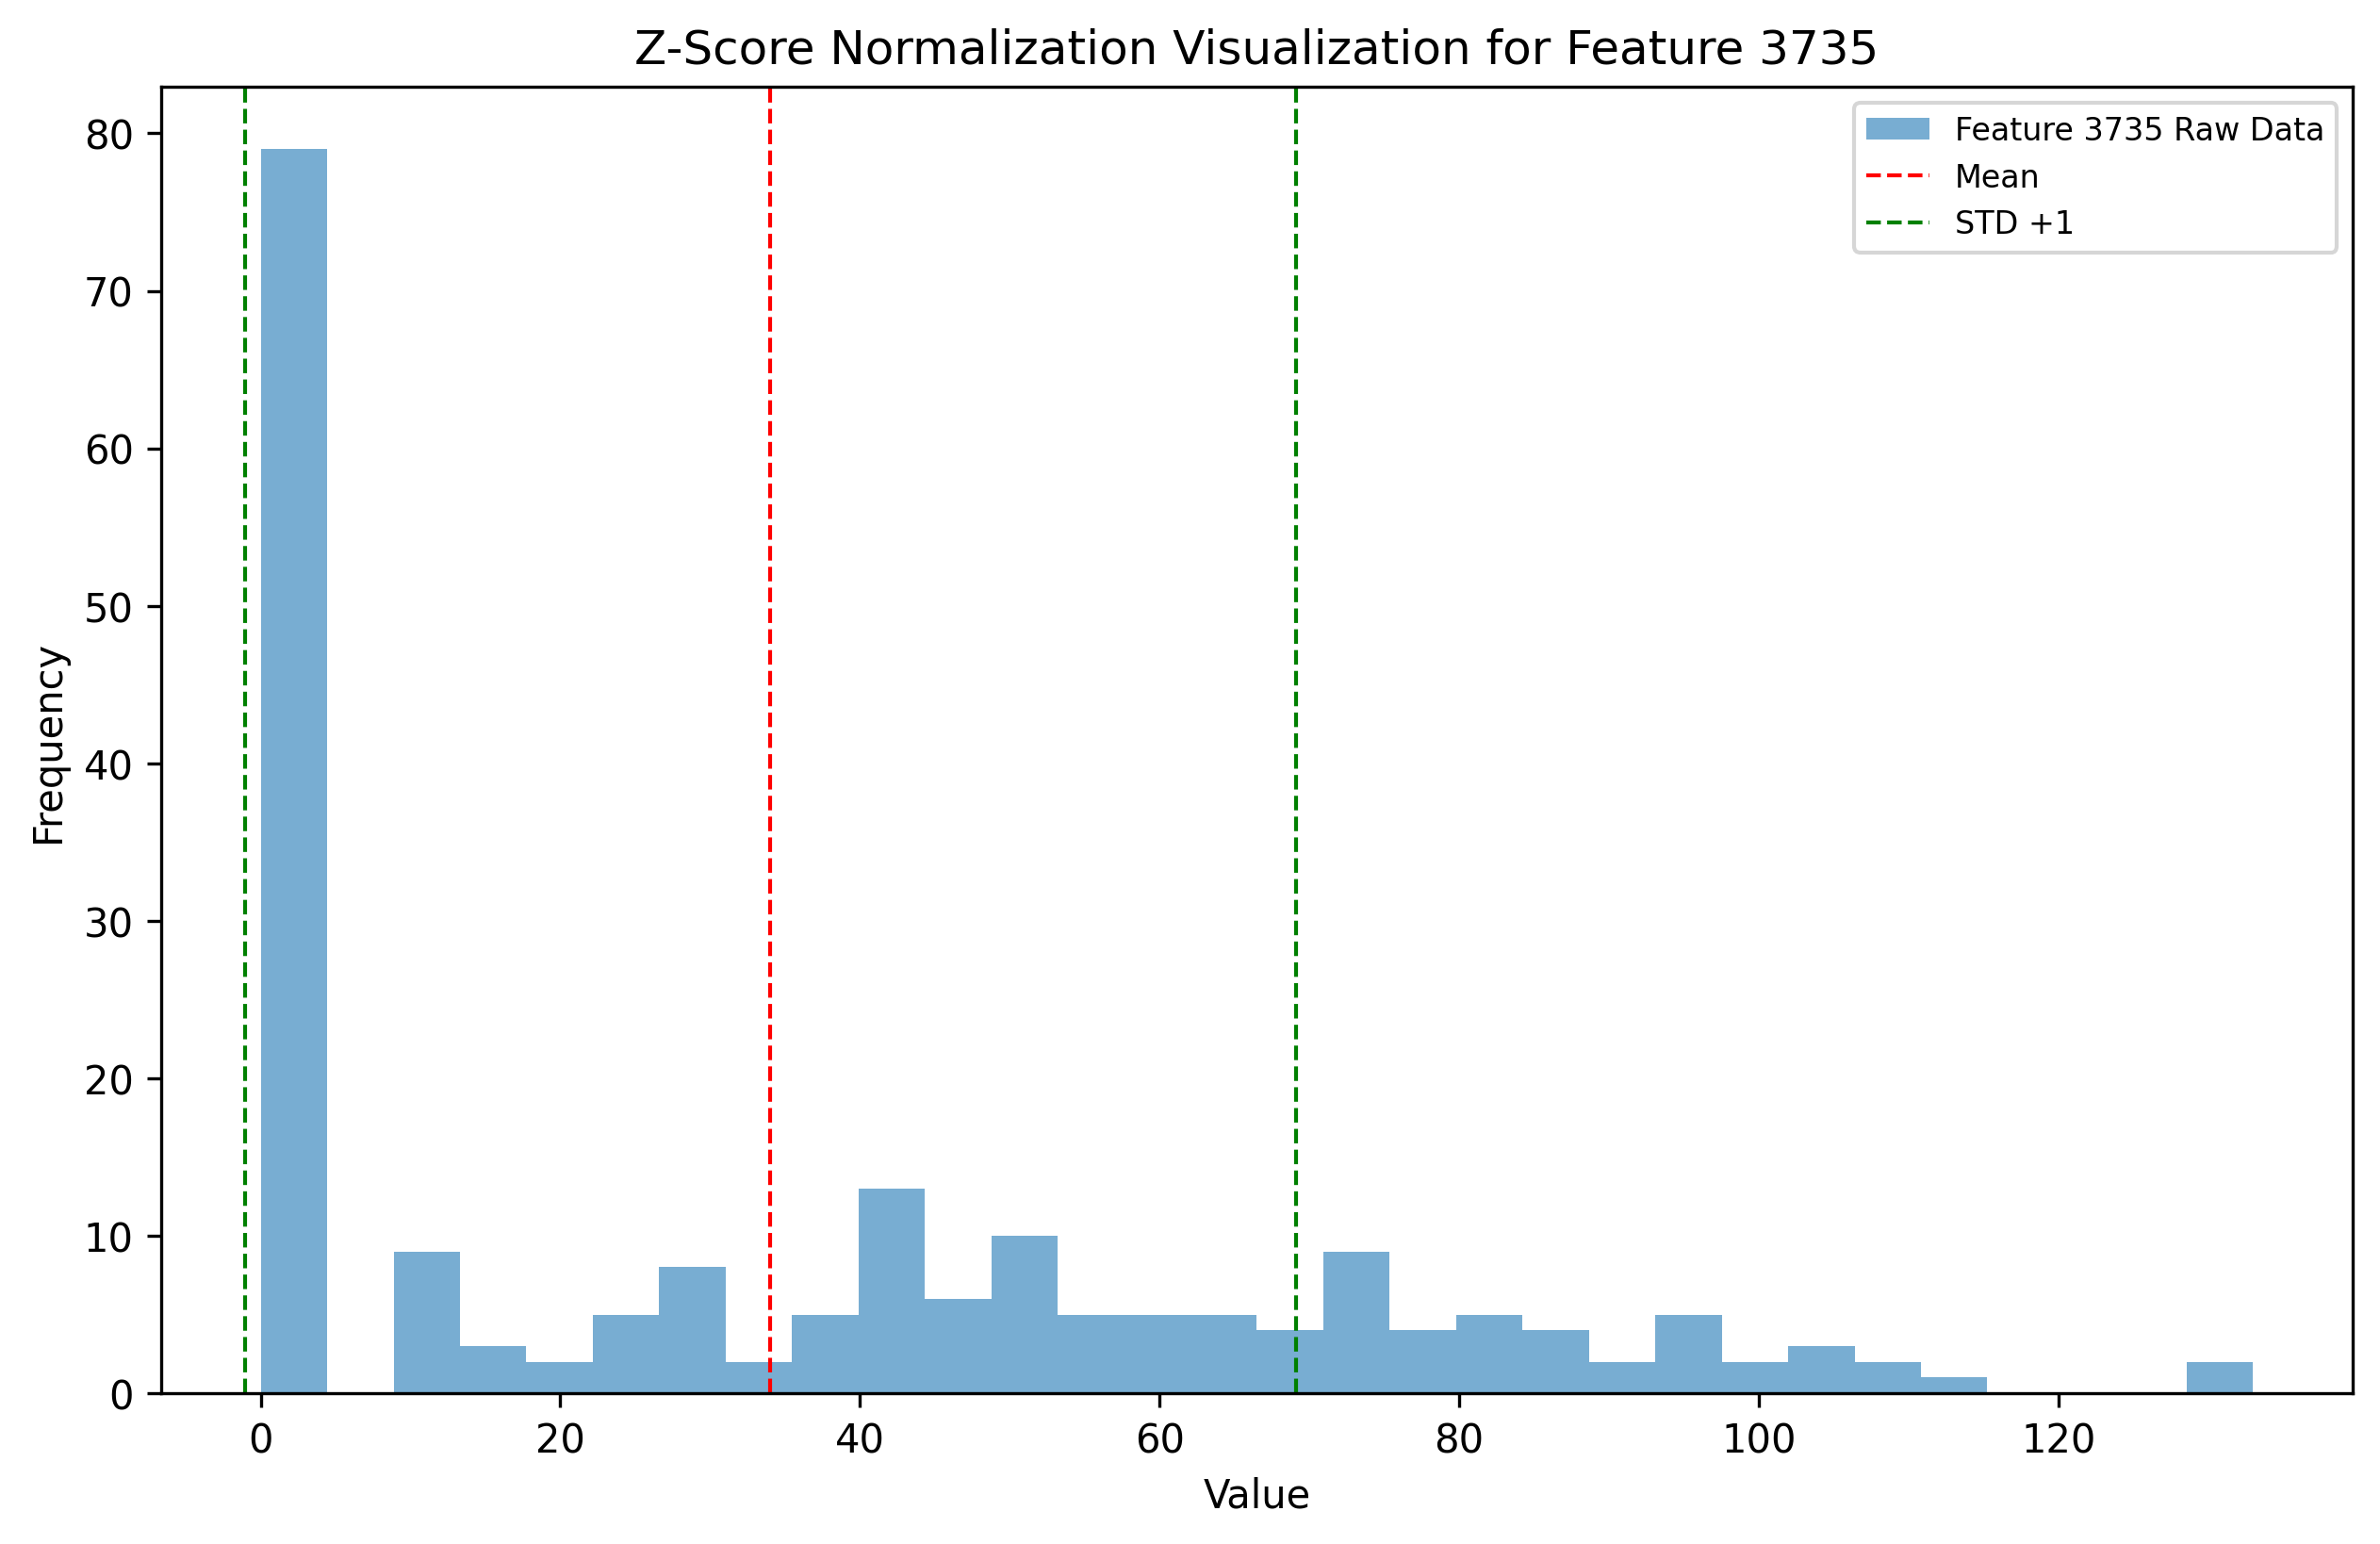 Z-Score Normalization Visualization for Feature 3735
Feature 3735 Raw Data
Mean
STD +1
80
70
60
50
40
30
20
10
0
Frequency
0 20 40 60 80 100 120
Value